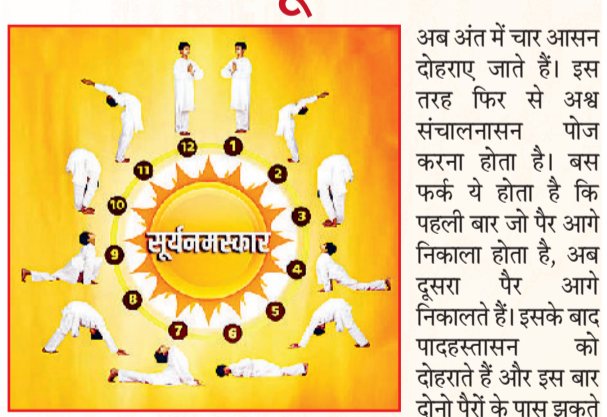 12
1
11
2
10
3
सूर्यनमस्कार
9
4
8
5
7
6
अब अंत में चार आसन
दोहराए जाते हैं। इस
तरह फिर से अश्व
संचालनासन पोज
करना होता है। बस
फर्क ये होता है कि
पहली बार जो पैर आगे
निकाला होता है, अब
दूसरा पैर आगे
निकालते हैं। इसके बाद
पादहस्तासन को
दोहराते हैं और इस बार
दोनो पैरों के पास झुकते